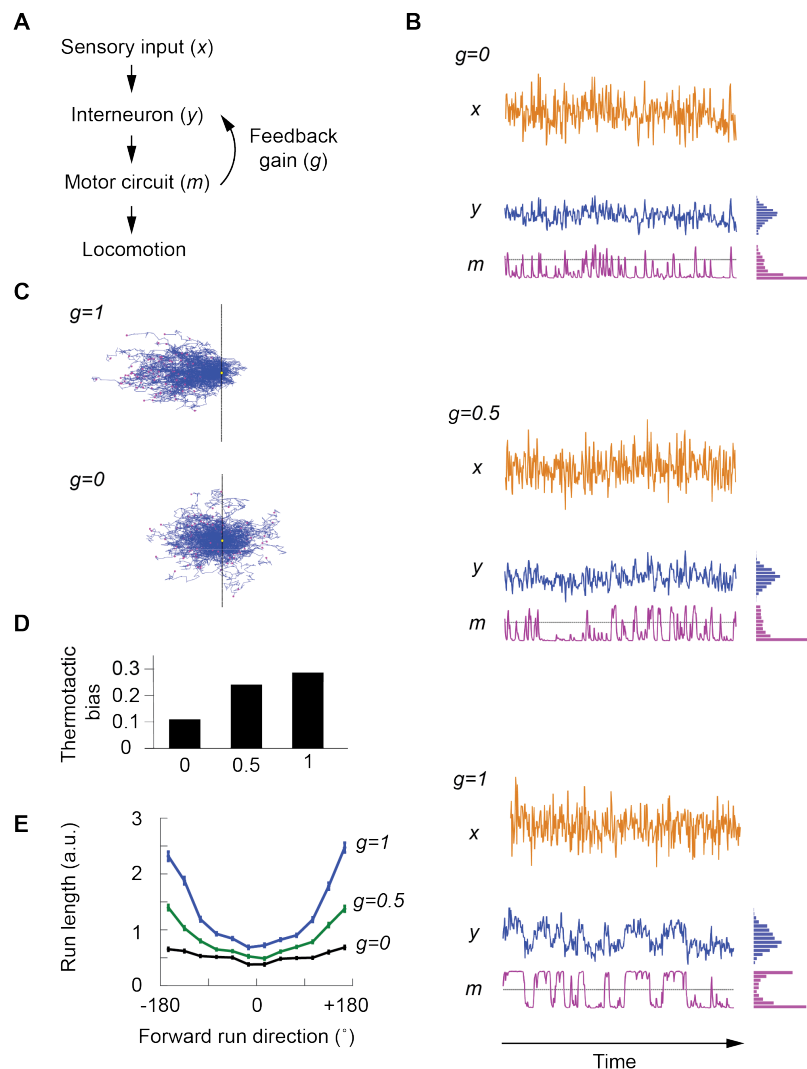 A
Sensory input (x)
Interneuron (y)
Feedback
gain (g)
Motor circuit (m)
Locomotion
B
g=0
x
y
m
g=0.5
x
y
m
g=1
x
y
m
Time
C
g=1
g=0
D
Thermotactic
bias
0.3
0.2
0.1
0
0
0.5
1
E
Run length (a.u.)
3
2
1
0
g=1
g=0.5
g=0
-180
0
+180
Forward run direction (°)